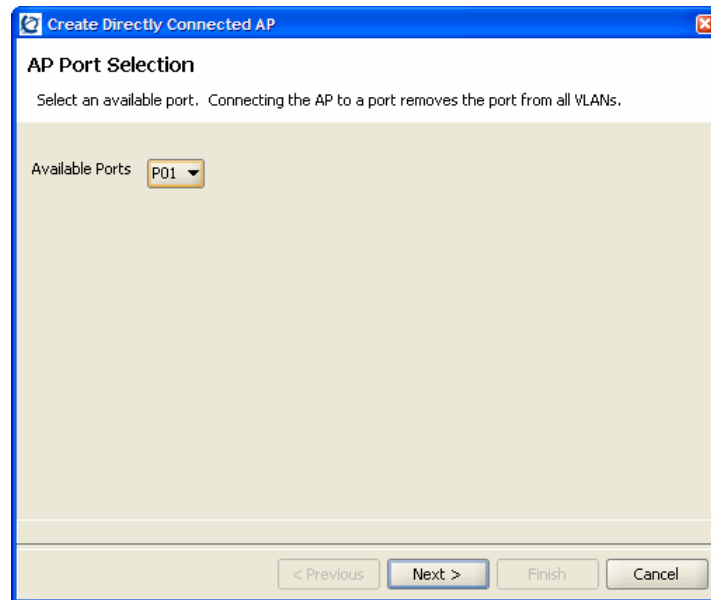 Create Directly Connected AP
AP Port Selection
Select an available port. Connecting the AP to a port removes the port from all VLANs.
Available Ports P01
< Previous Next > Finish Cancel